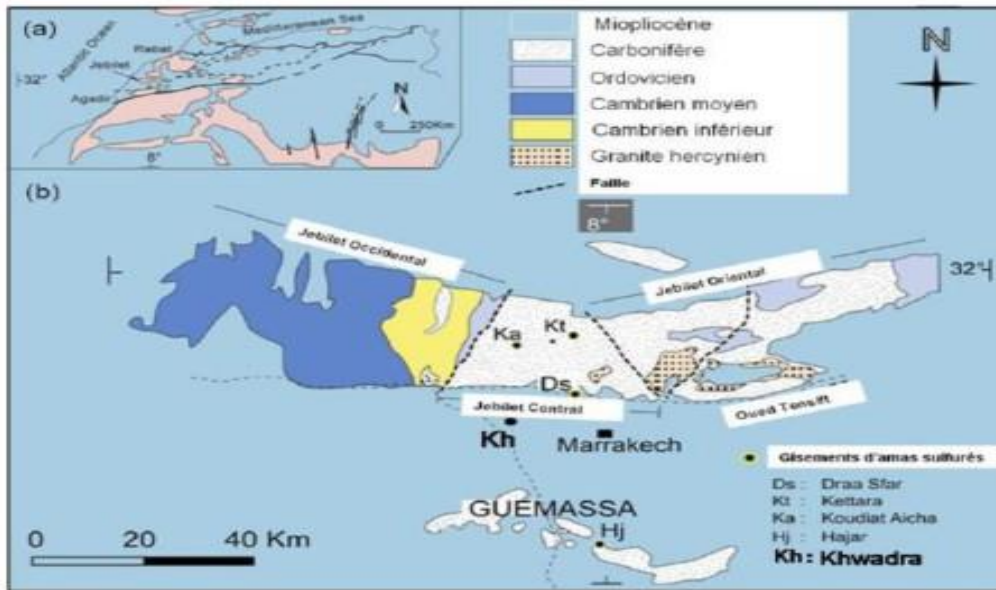 (a)
Mediterranean Sea
Atlantic Ocean
Rabat
Jebilet
32°
Agadir
N
0 250Km
8°
Miopliocène
Carbonifère
Ordovicien
Cambrien moyen
Cambrien inférieur
Granite hercynien
Faille
N
8°
(b)
Jebilet Occidental
Jebilet Oriental
32°
Ka
Kt
Ds
Jebilet Central
Oued Tensift
Kh
Marrakech
GUEMASSA
Hj
Gisements d'amas sulfurés
Ds : Draa Sfar
Kt : Kettara
Ka : Koudiat Aicha
Hj : Hajar
Kh : Khwadra
0 20 40 Km